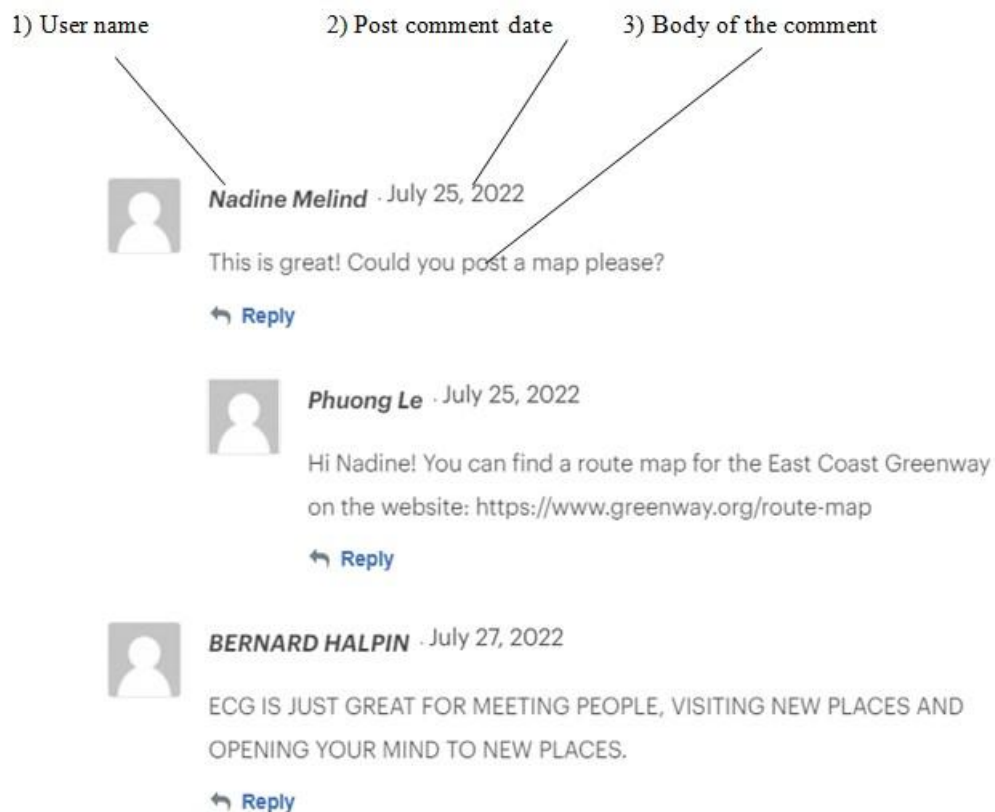 1) User name 2) Post comment date 3) Body of the comment
Nadine Melind · July 25, 2022
This is great! Could you post a map please?
Reply
Phuong Le · July 25, 2022
Hi Nadine! You can find a route map for the East Coast Greenway
on the website: https://www.greenway.org/route-map
Reply
BERNARD HALPIN · July 27, 2022
ECG IS JUST GREAT FOR MEETING PEOPLE, VISITING NEW PLACES AND
OPENING YOUR MIND TO NEW PLACES.
Reply